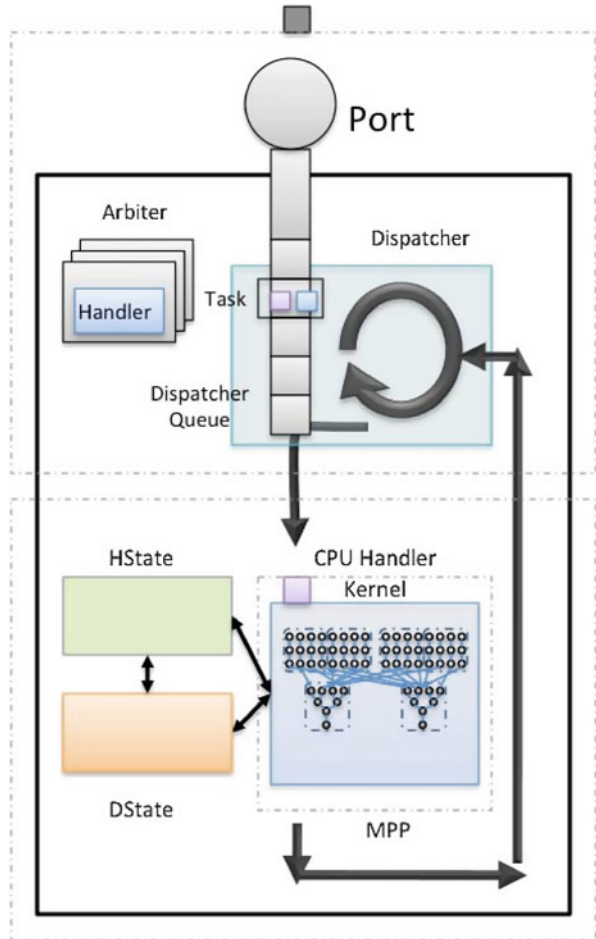 Port
Arbiter
Dispatcher
Handler
Task
Dispatcher
Queue
HState
CPU Handler
Kernel
DState
MPP